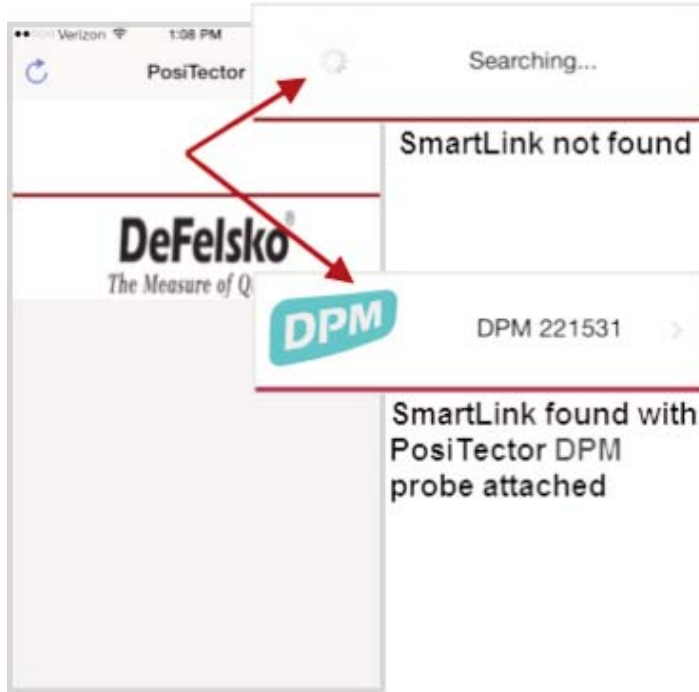 Verizon 1:08 PM
PosiTector
Searching...
SmartLink not found
DeFelsko®
The Measure of Q
DPM
DPM 221531
SmartLink found with
PosiTector DPM
probe attached